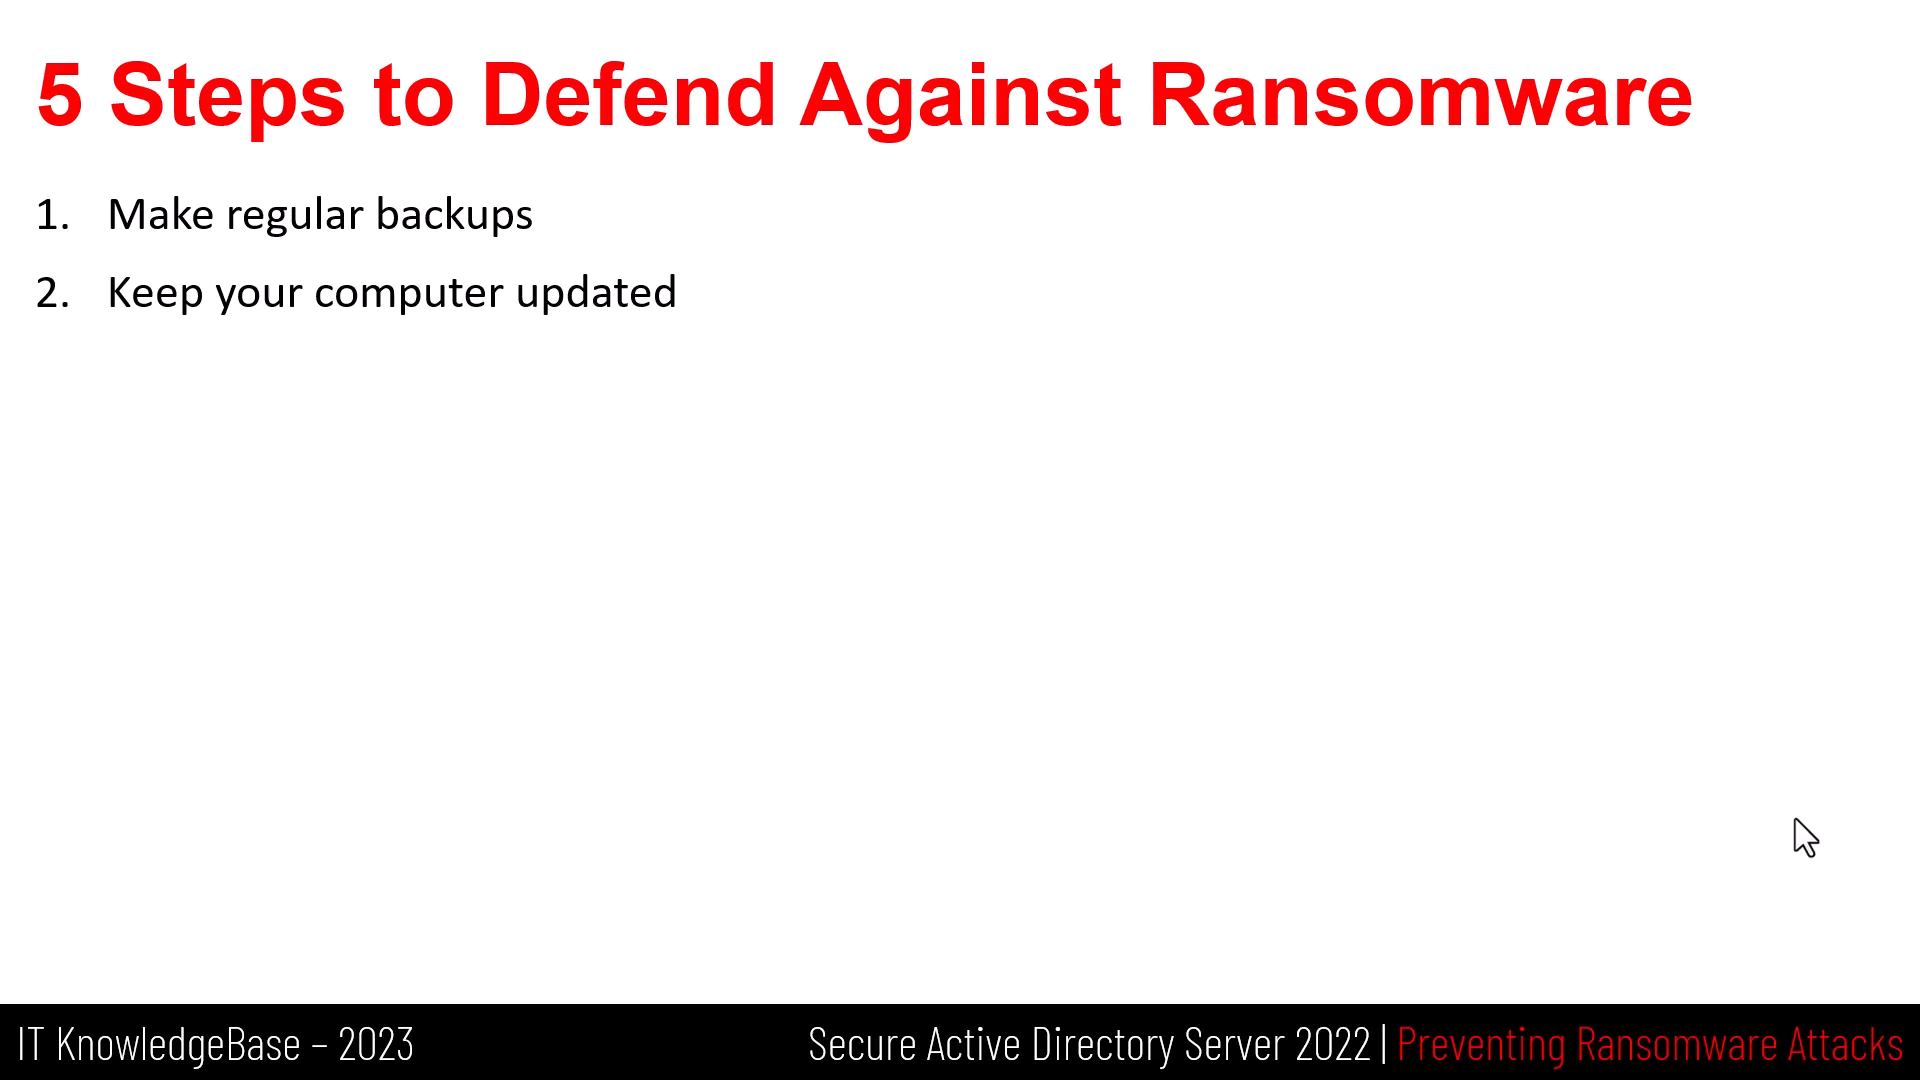 5 Steps to Defend Against Ransomware
1. Make regular backups
2. Keep your computer updated
IT KnowledgeBase – 2023
Secure Active Directory Server 2022 | Preventing Ransomware Attacks